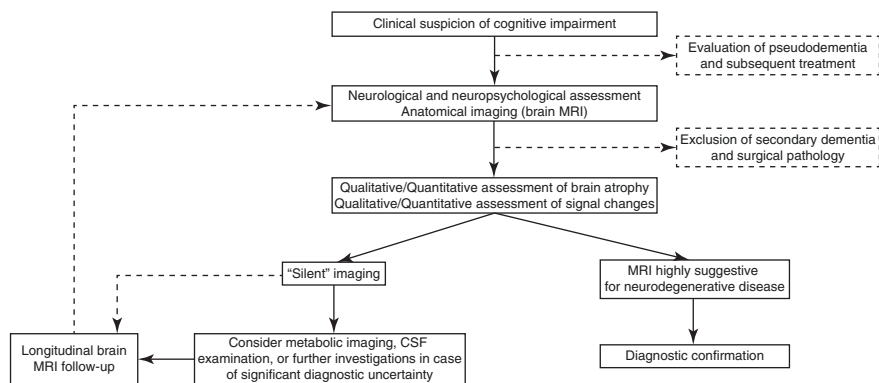 Clinical suspicion of cognitive impairment
Evaluation of pseudodementia
and subsequent treatment
Neurological and neuropsychological assessment
Anatomical imaging (brain MRI)
Exclusion of secondary dementia
and surgical pathology
Qualitative/Quantitative assessment of brain atrophy
Qualitative/Quantitative assessment of signal changes
“Silent” imaging
MRI highly suggestive
for neurodegenerative disease
Longitudinal brain
MRI follow-up
Consider metabolic imaging, CSF
examination, or further investigations in case
of significant diagnostic uncertainty
Diagnostic confirmation